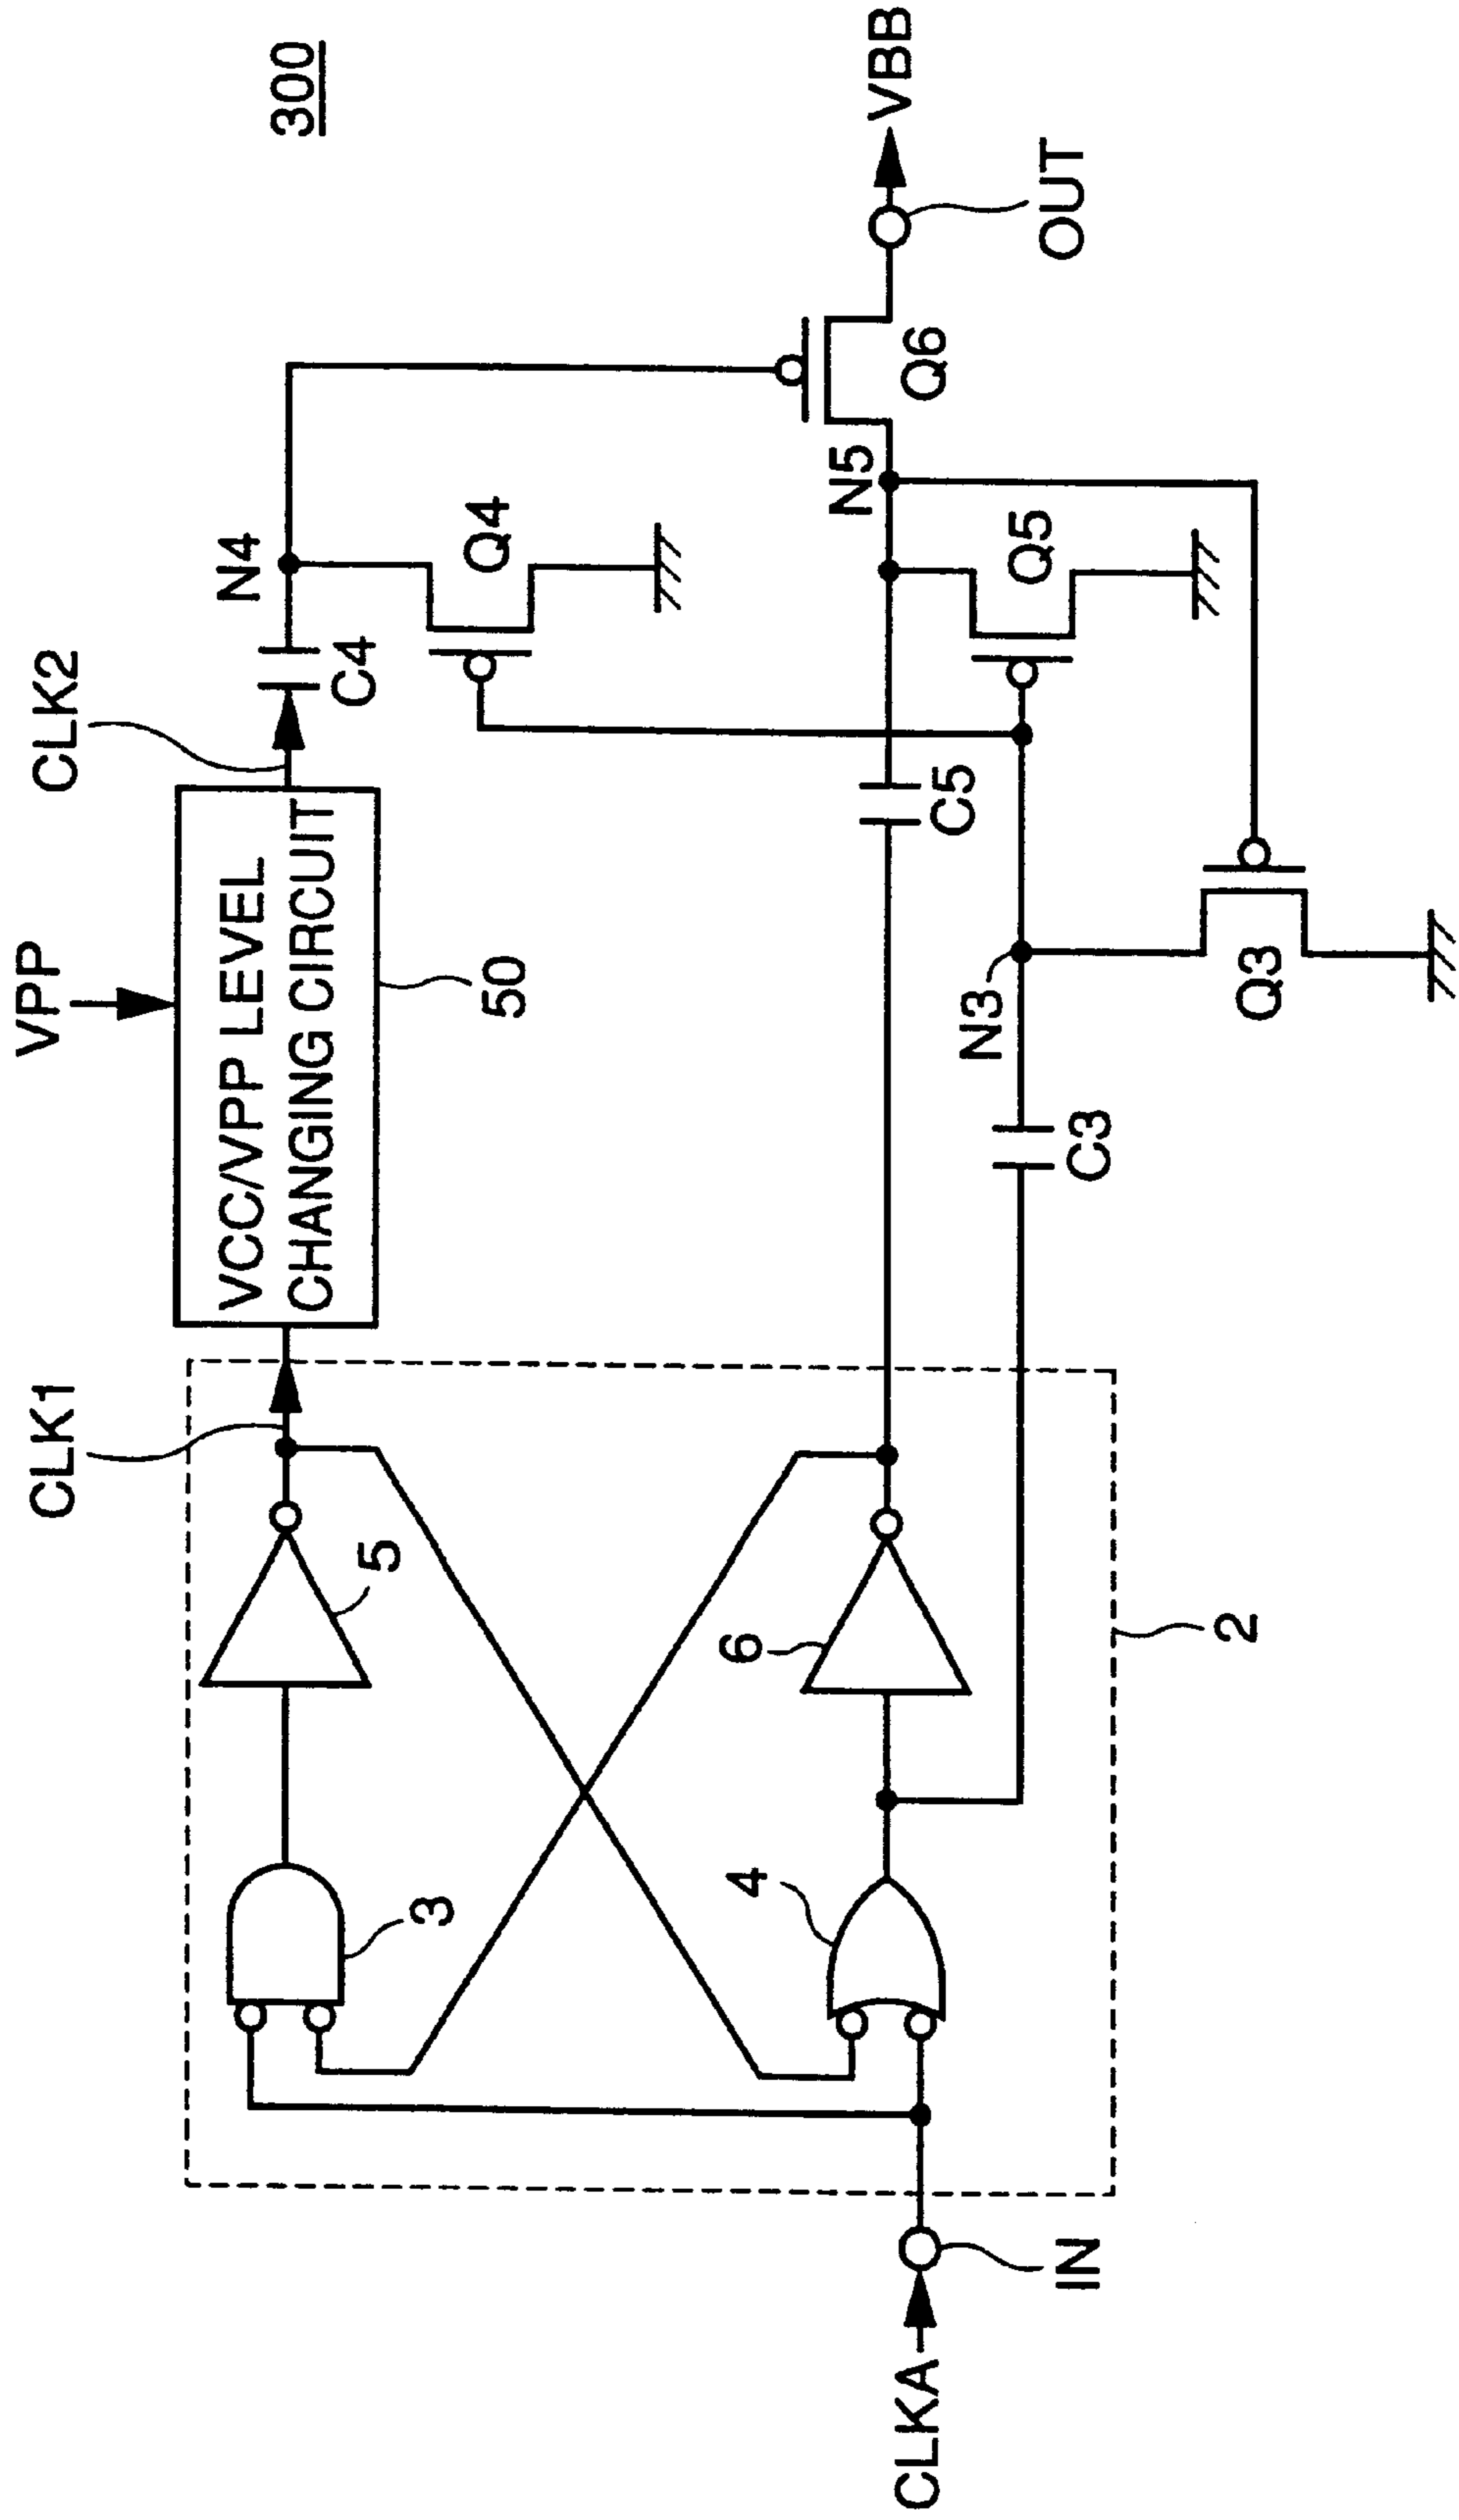 300
VPP
CLK1
CLK2
VCC/VPP LEVEL
CHANGING CIRCUIT
50
N4
C4
Q4
3
5
4
6
N5
Q6
VBB
OUT
C5
Q5
N3
C3
Q3
CLKA
IN
2